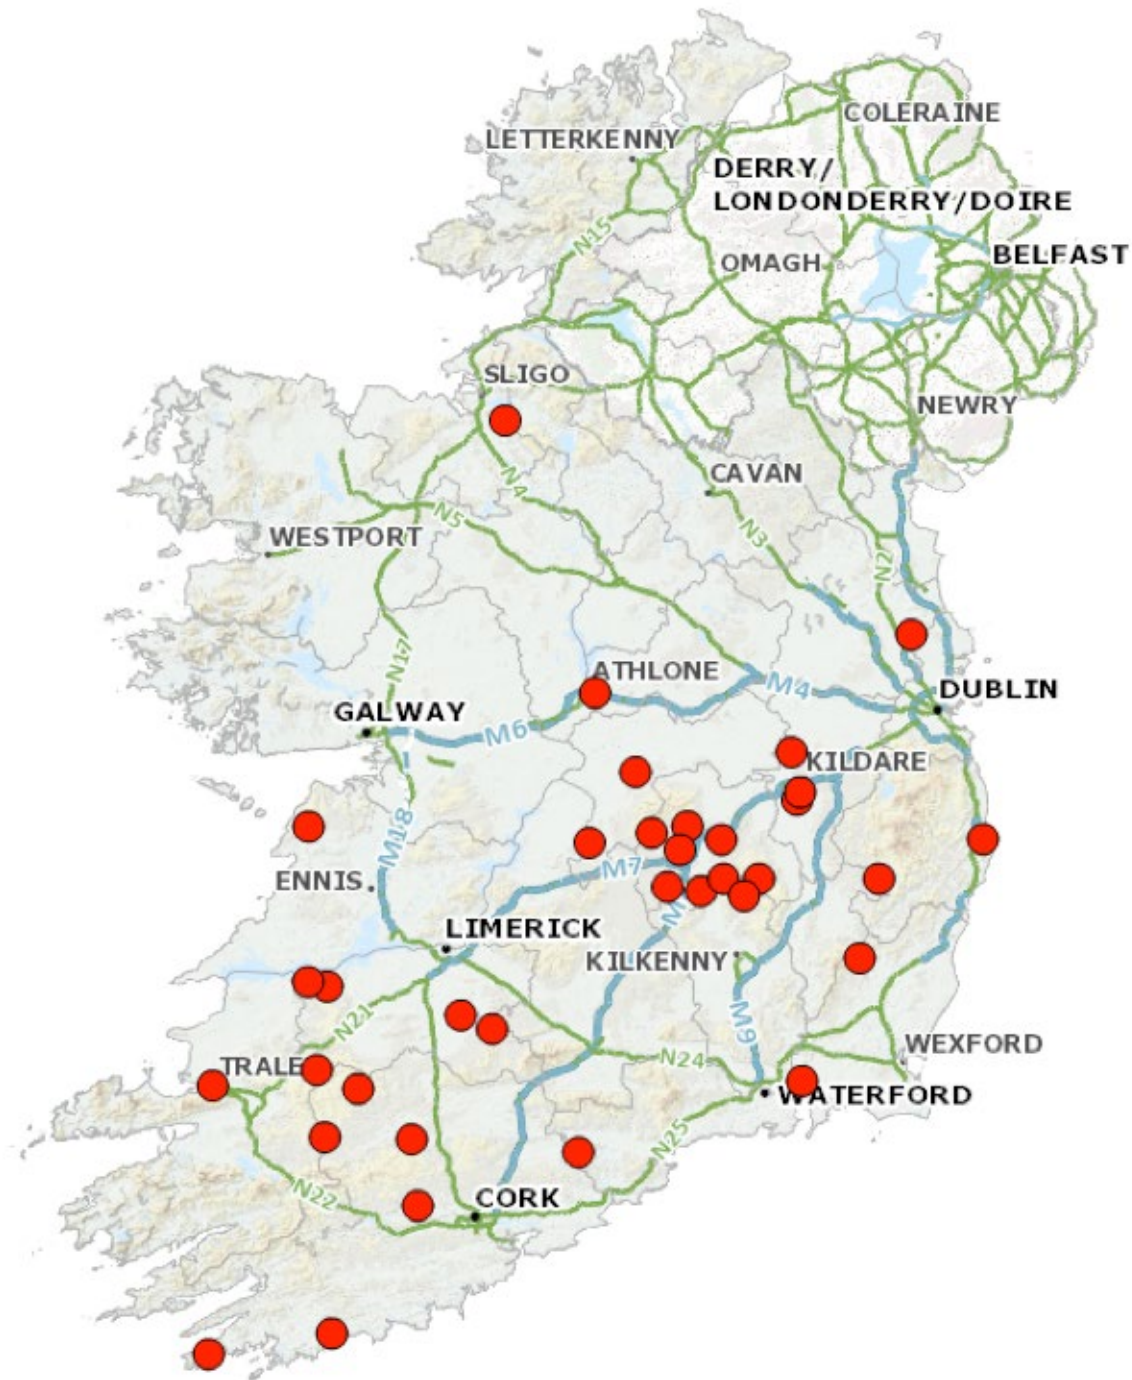 COLERAINE
LETTERKENNY
DERRY/
LONDONDERRY/DOIRE
N15
OMAGH
BELFAST
SLIGO
NEWRY
N4
CAVAN
N5
N3
WESTPORT
N2
N17
ATHLONE
M4
DUBLIN
GALWAY
M6
KILDARE
M18
M7
ENNIS
LIMERICK
KILKENNY
N21
M9
WEXFORD
TRALE
N24
WATERFORD
N25
N22
CORK